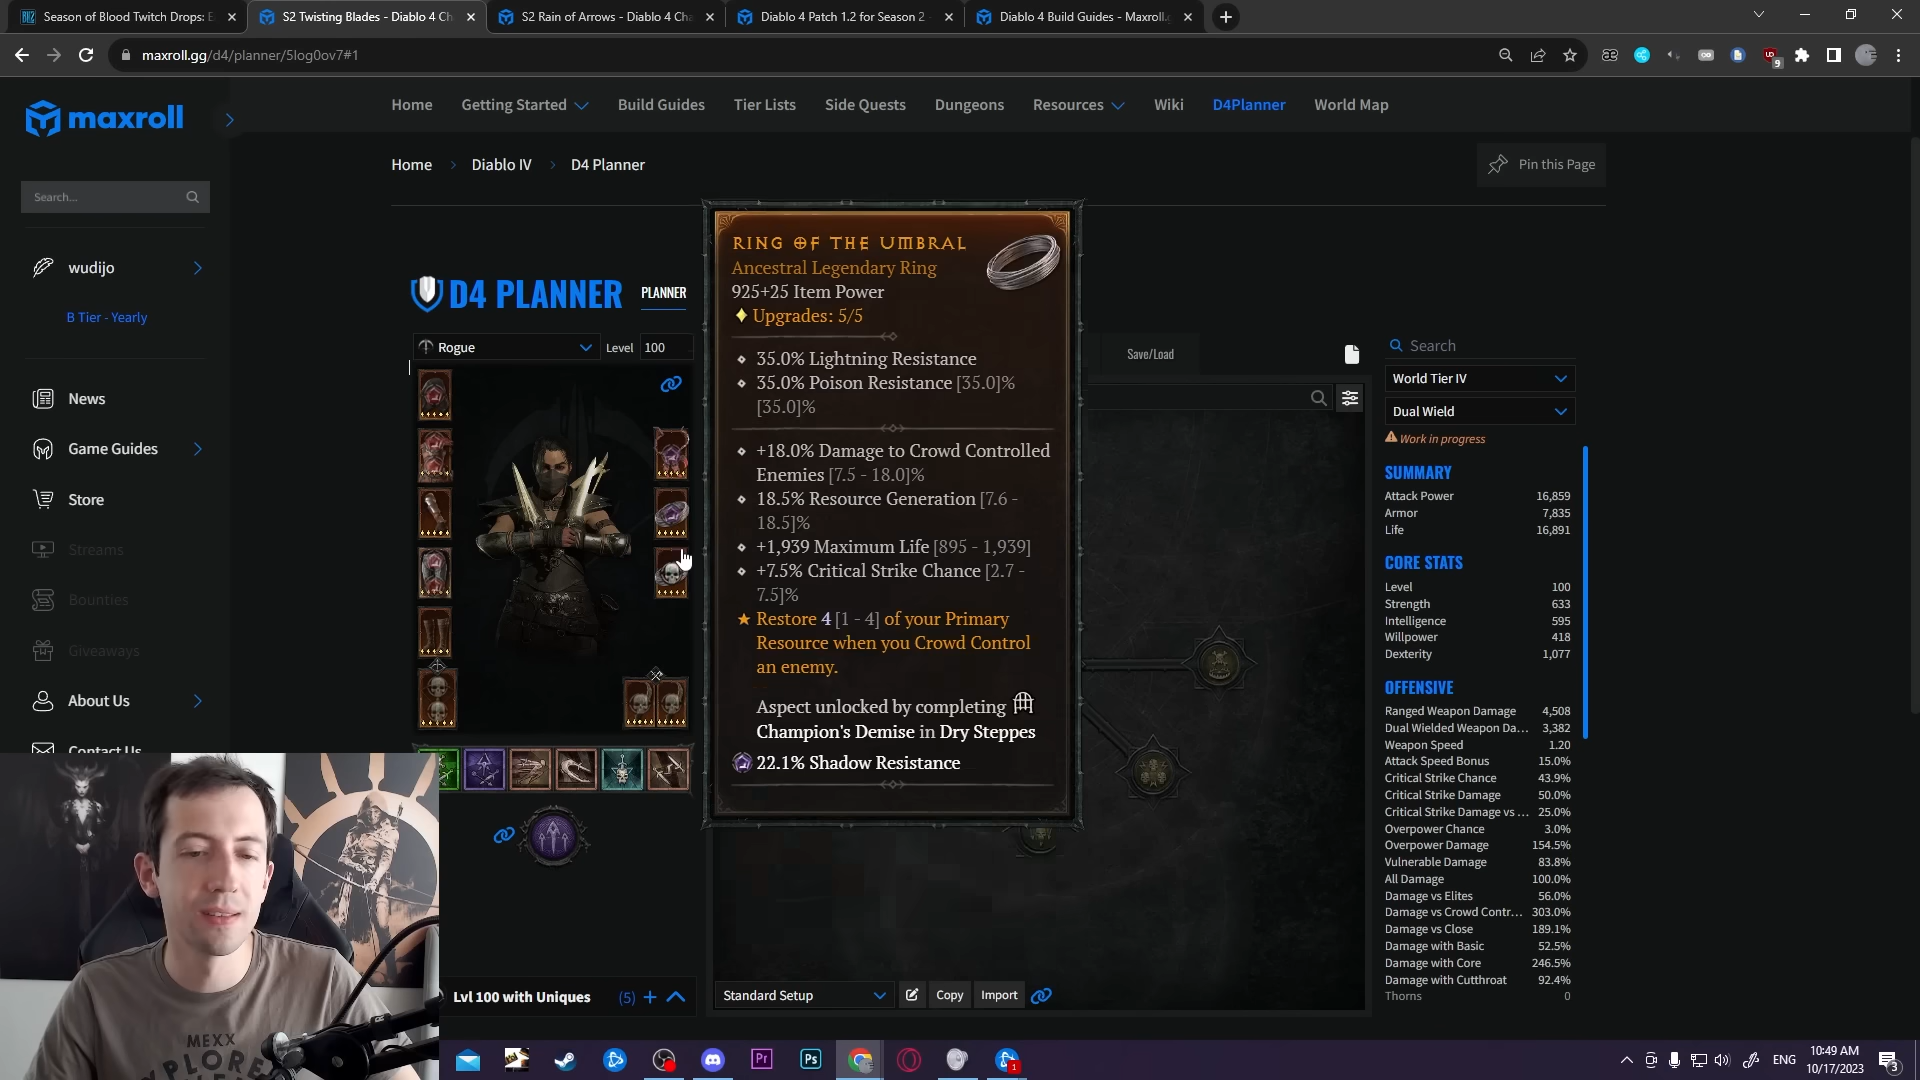 Season of Blood Twitch Drops: E
S2 Twisting Blades - Diablo 4 Ch
S2 Rain of Arrows - Diablo 4 Cha
Diablo 4 Patch 1.2 for Season 2 -
Diablo 4 Build Guides - Maxroll.g
maxroll.gg/d4/planner/5log0ov7#1
9
maxroll
Home
Getting Started
Build Guides
Tier Lists
Side Quests
Dungeons
Resources
Wiki
D4Planner
World Map
Home
Diablo IV
D4 Planner
Pin this Page
Search...
wudijo
B Tier - Yearly
News
Game Guides
Store
Streams
Bounties
Giveaways
About Us
Contact Us
D4 PLANNER
PLANNER
Rogue
Level
100
Save/Load
RING OF THE UMBRAL
Ancestral Legendary Ring
925+25 Item Power
Upgrades: 5/5
35.0% Lightning Resistance
35.0% Poison Resistance [35.0]%
[35.0]%
+18.0% Damage to Crowd Controlled
Enemies [7.5 - 18.0]%
18.5% Resource Generation [7.6 -
18.5]%
+1,939 Maximum Life [895 - 1,939]
+7.5% Critical Strike Chance [2.7 -
7.5]%
Restore 4 [1 - 4] of your Primary
Resource when you Crowd Control
an enemy.
Aspect unlocked by completing
Champion's Demise in Dry Steppes
22.1% Shadow Resistance
Search
World Tier IV
Dual Wield
Work in progress
SUMMARY
Attack Power 16,859
Armor 7,835
Life 16,891
CORE STATS
Level 100
Strength 633
Intelligence 595
Willpower 418
Dexterity 1,077
OFFENSIVE
Ranged Weapon Damage 4,508
Dual Wielded Weapon Da... 3,382
Weapon Speed 1.20
Attack Speed Bonus 15.0%
Critical Strike Chance 43.9%
Critical Strike Damage 50.0%
Critical Strike Damage vs ... 25.0%
Overpower Chance 3.0%
Overpower Damage 154.5%
Vulnerable Damage 83.8%
All Damage 100.0%
Damage vs Elites 56.0%
Damage vs Crowd Contr... 303.0%
Damage vs Close 189.1%
Damage with Basic 52.5%
Damage with Core 246.5%
Damage with Cutthroat 92.4%
Thorns 0
Lvl 100 with Uniques
(5)
Standard Setup
Copy
Import
MEXX
Pr
Ps
1
ENG
10:49 AM
10/17/2023
3